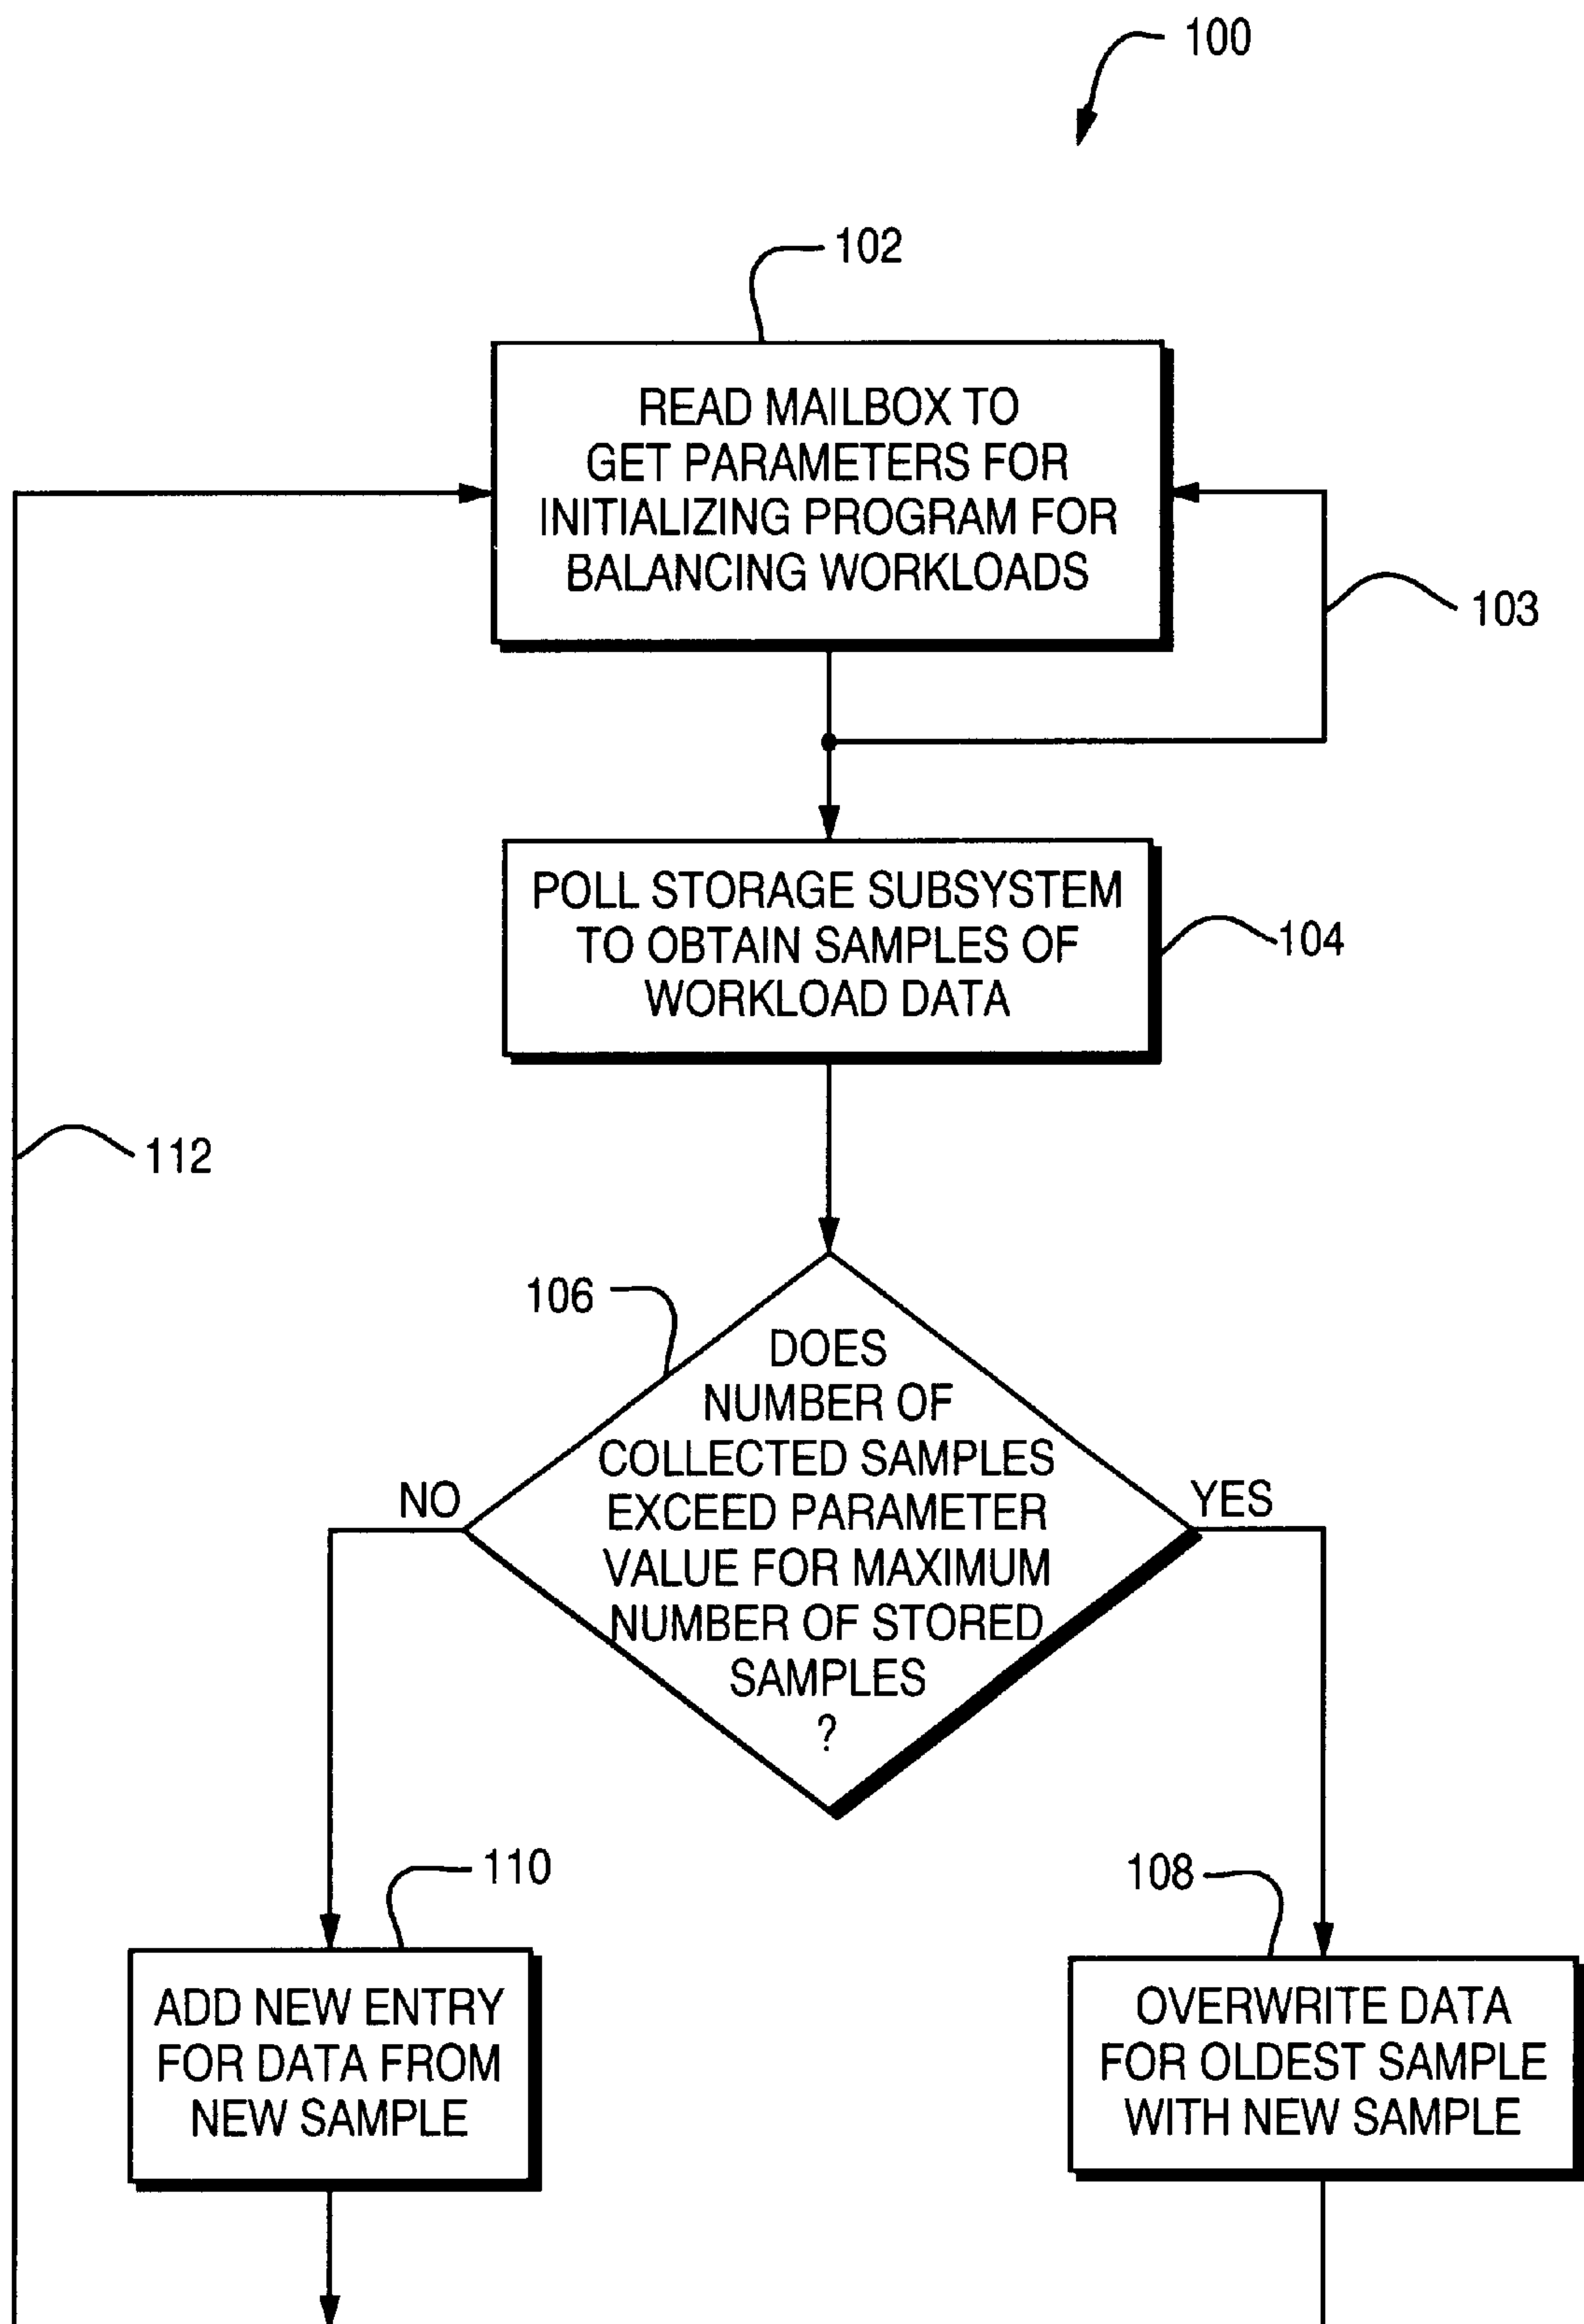 100
102
READ MAILBOX TO
GET PARAMETERS FOR
INITIALIZING PROGRAM FOR
BALANCING WORKLOADS
103
POLL STORAGE SUBSYSTEM
TO OBTAIN SAMPLES OF
WORKLOAD DATA
104
112
106
DOES
NUMBER OF
COLLECTED SAMPLES
EXCEED PARAMETER
VALUE FOR MAXIMUM
NUMBER OF STORED
SAMPLES
?
NO
YES
110
108
ADD NEW ENTRY
FOR DATA FROM
NEW SAMPLE
OVERWRITE DATA
FOR OLDEST SAMPLE
WITH NEW SAMPLE